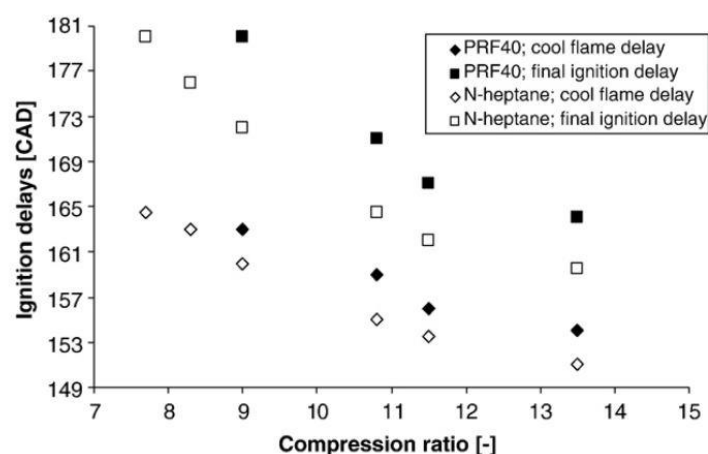 181
177
173
169
165
161
157
153
149
Ignition delays [CAD]
PRF40; cool flame delay
PRF40; final ignition delay
N-heptane; cool flame delay
N-heptane; final ignition delay
7 8 9 10 11 12 13 14 15
Compression ratio [-]